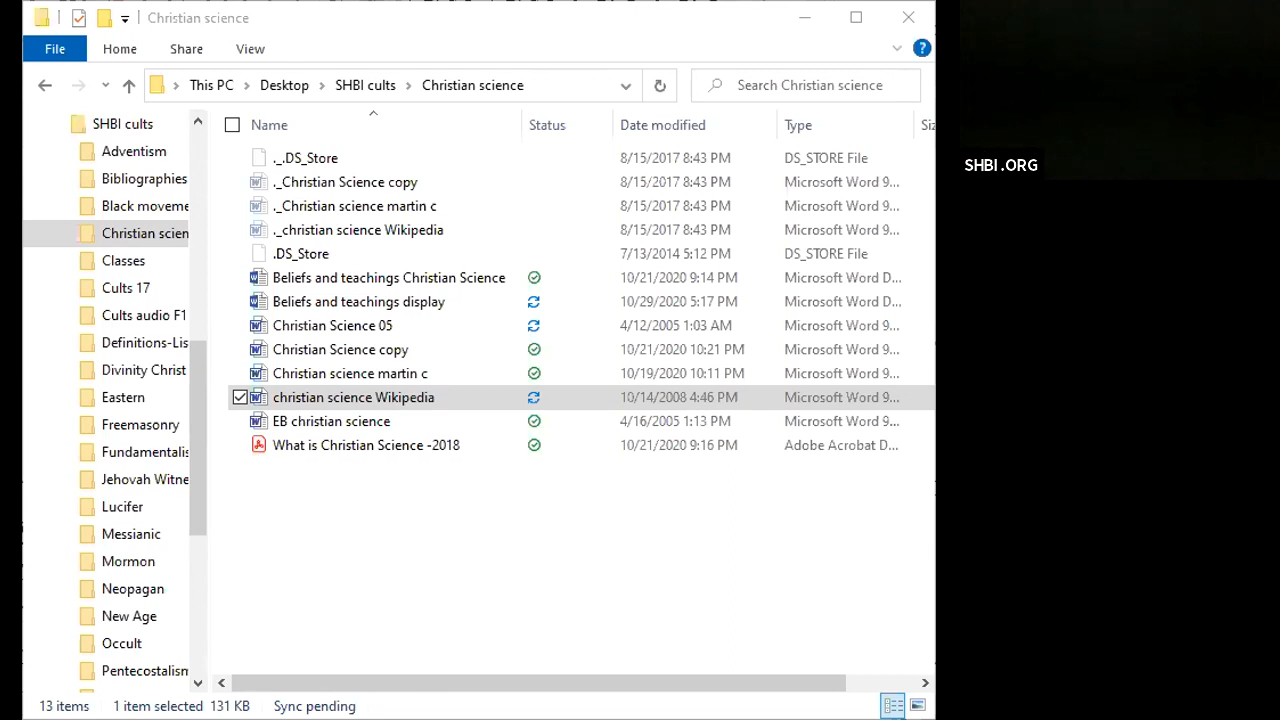 Christian science
File Home Share View
This PC Desktop SHBI cults Christian science Search Christian science
Name Status Date modified Type
SHBI cults
Adventism
Bibliographies
Black moveme
Christian scien
Classes
Cults 17
Cults audio F1
Definitions-Lis
Divinity Christ
Eastern
Freemasonry
Fundamentalis
Jehovah Witne
Lucifer
Messianic
Mormon
Neopagan
New Age
Occult
Pentecostalism
._.DS_Store 8/15/2017 8:43 PM DS_STORE File
._Christian Science copy 8/15/2017 8:43 PM Microsoft Word 9...
._Christian science martin c 8/15/2017 8:43 PM Microsoft Word 9...
._christian science Wikipedia 8/15/2017 8:43 PM Microsoft Word 9...
.DS_Store 7/13/2014 5:12 PM DS_STORE File
Beliefs and teachings Christian Science 10/21/2020 9:14 PM Microsoft Word D...
Beliefs and teachings display 10/29/2020 5:17 PM Microsoft Word D...
Christian Science 05 4/12/2005 1:03 AM Microsoft Word 9...
Christian Science copy 10/21/2020 10:21 PM Microsoft Word 9...
Christian science martin c 10/19/2020 10:11 PM Microsoft Word 9...
christian science Wikipedia 10/14/2008 4:46 PM Microsoft Word 9...
EB christian science 4/16/2005 1:13 PM Microsoft Word 9...
What is Christian Science -2018 10/21/2020 9:16 PM Adobe Acrobat D...
13 items 1 item selected 131 KB Sync pending
SHBI.ORG